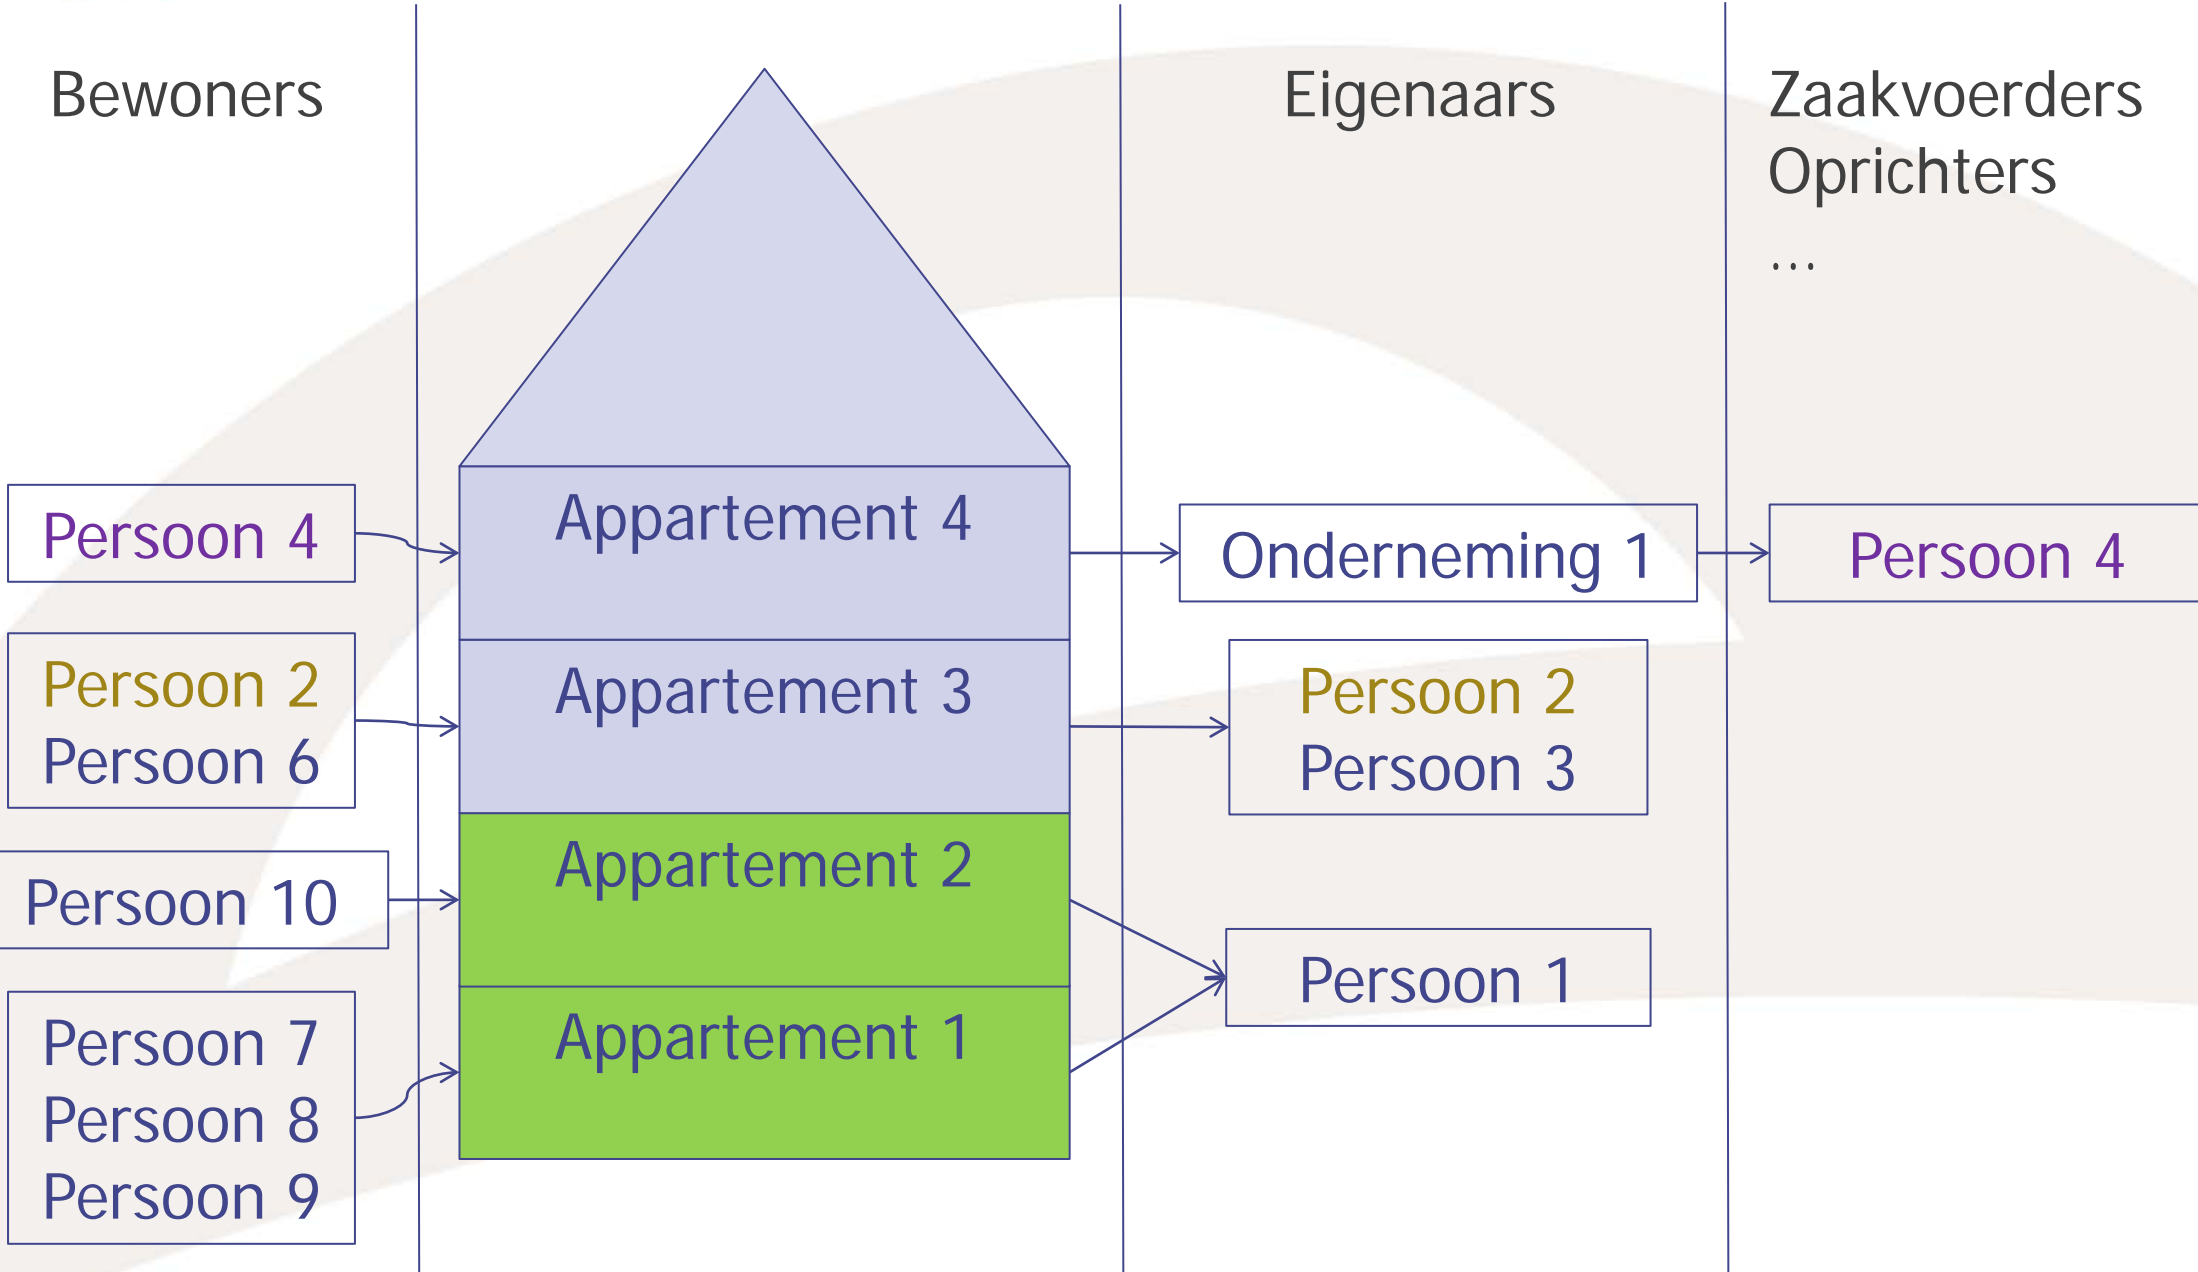 Bewoners
Eigenaars
Zaakvoerders
Oprichters
...
Persoon 4
Appartement 4
Onderneming 1
Persoon 4
Persoon 2
Persoon 6
Appartement 3
Persoon 2
Persoon 3
Persoon 10
Appartement 2
Persoon 1
Persoon 7
Persoon 8
Persoon 9
Appartement 1